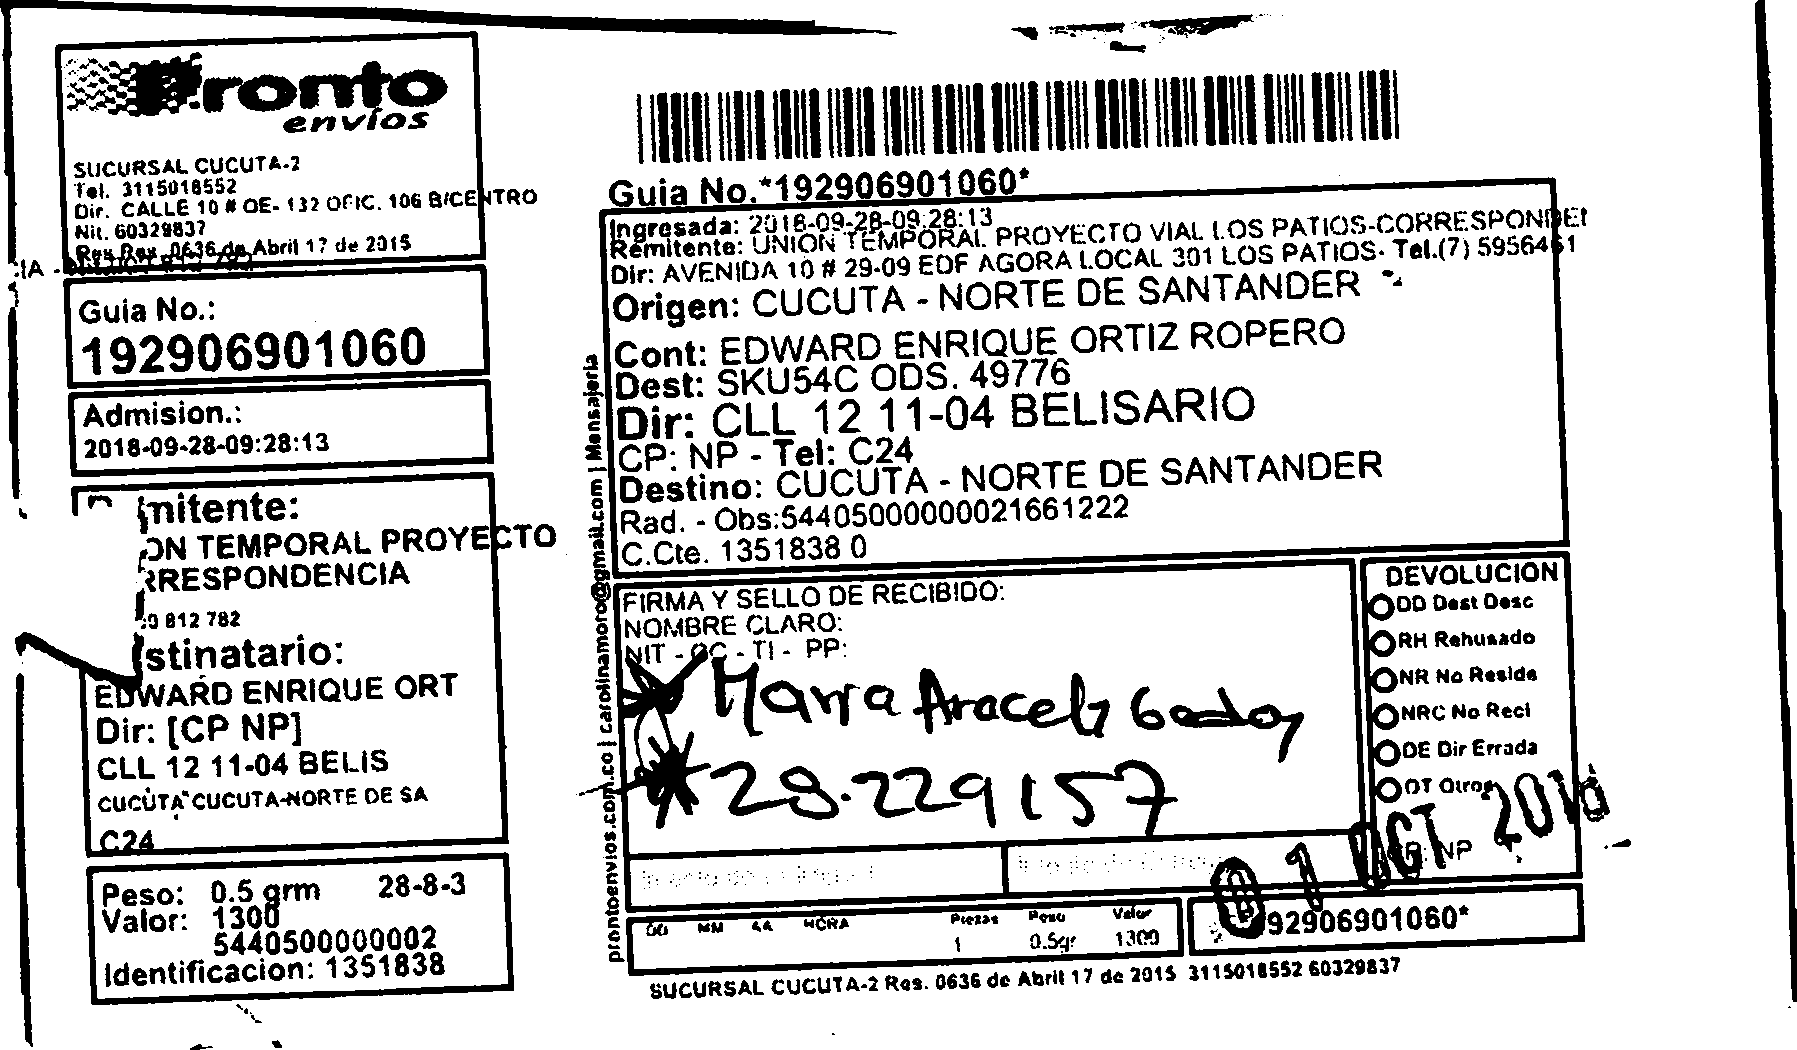 Pronto
envíos
SUCURSAL CUCUTA-2
Tel. 3115018552
Dir. CALLE 10 # OE- 132 OFIC. 106 B/CENTRO
Nit. 60329837
Res 0636 de Abril 17 de 2015
Guia No.:
192906901060
Admision.:
2018-09-28-09:28:13
mitente:
ON TEMPORAL PROYECTO
RRESPONDENCIA
0 812 782
stinatario:
EDWARD ENRIQUE ORT
Dir: [CP NP]
CLL 12 11-04 BELIS
CUCUTA CUCUTA-NORTE DE SA
C24
Peso: 0.5 grm 28-8-3
Valor: 1300
5440500000002
Identificacion: 1351838
prontoenvios.com.co | carolinamoro@gmail.com | Mensajeria
Guia No.*192906901060*
Ingresada: 2018-09-28-09:28:13
Remitente: UNION TEMPORAL PROYECTO VIAL LOS PATIOS-CORRESPONDEN
Dir: AVENIDA 10 # 29-09 EDF AGORA LOCAL 301 LOS PATIOS- Tel.(7) 5956461
Origen: CUCUTA - NORTE DE SANTANDER
Cont: EDWARD ENRIQUE ORTIZ ROPERO
Dest: SKU54C ODS. 49776
Dir: CLL 12 11-04 BELISARIO
CP: NP - Tel: C24
Destino: CUCUTA - NORTE DE SANTANDER
Rad. - Obs:54405000000021661222
C.Cte. 1351838 0
FIRMA Y SELLO DE RECIBIDO:
NOMBRE CLARO:
NIT - CC - TI - PP:
Maria Aracely Godoy
28.229157
DEVOLUCION
DD Dest Desc
RH Rehusado
NR No Reside
NRC No Recl
DE Dir Errada
OT Otros
NP
01 OCT 2018
DD MM AA HORA Piezas Peso Valor
1 0.5gr 1300
92906901060*
SUCURSAL CUCUTA-2 Res. 0636 de Abril 17 de 2015 3115018552 60329837